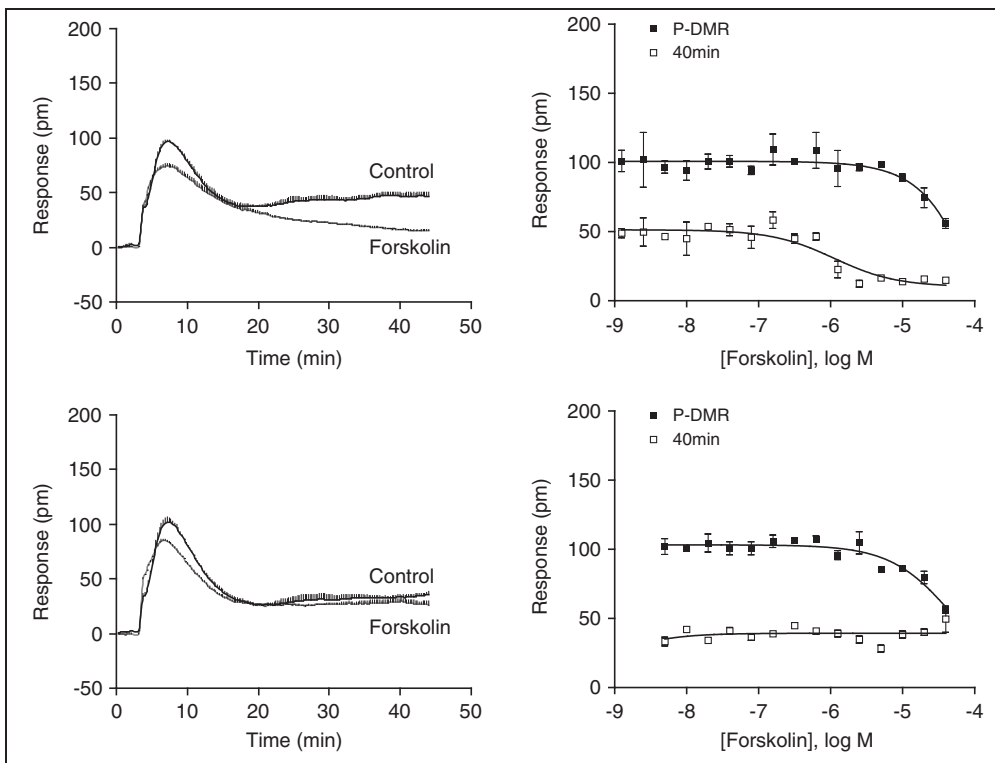 200
150
100
50
0
-50
Response (pm)
Control
Forskolin
0 10 20 30 40 50
Time (min)
P-DMR
40min
200
150
100
50
0
Response (pm)
-9 -8 -7 -6 -5 -4
[Forskolin], log M
200
150
100
50
0
-50
Response (pm)
Control
Forskolin
0 10 20 30 40 50
Time (min)
P-DMR
40min
200
150
100
50
0
Response (pm)
-9 -8 -7 -6 -5 -4
[Forskolin], log M